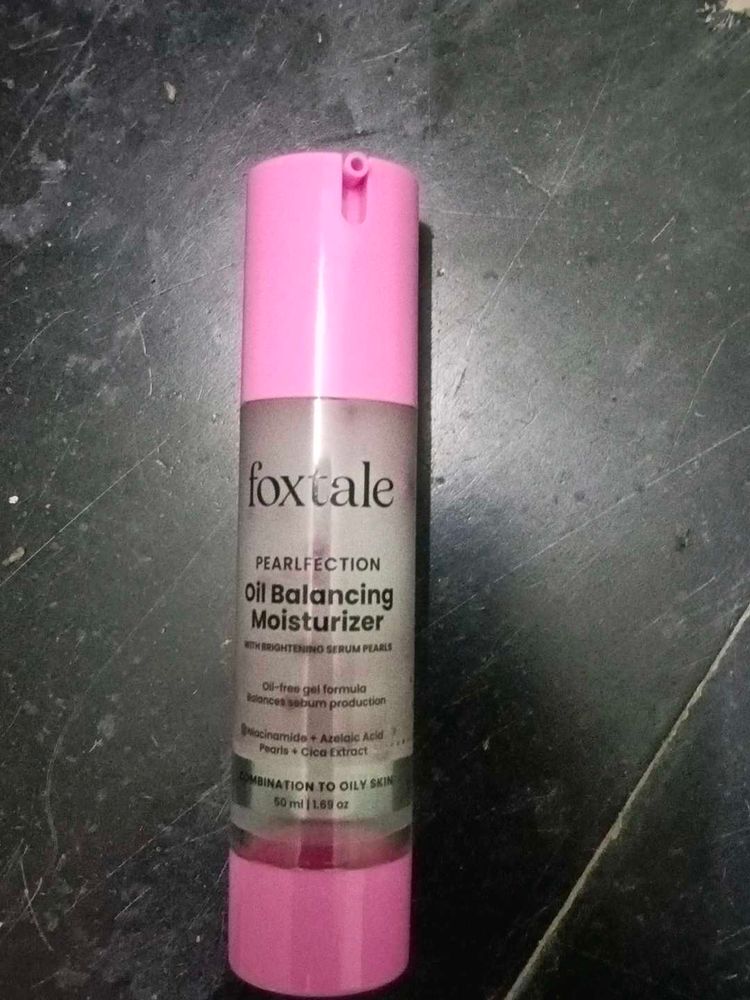 foxtale
PEARLFECTION
Oil Balancing
Moisturizer
WITH BRIGHTENING SERUM PEARLS
Oil-free gel formula
Balances sebum production
Niacinamide + Azelaic Acid
Pearls + Cica Extract
COMBINATION TO OILY SKIN
50 ml | 1.69 oz